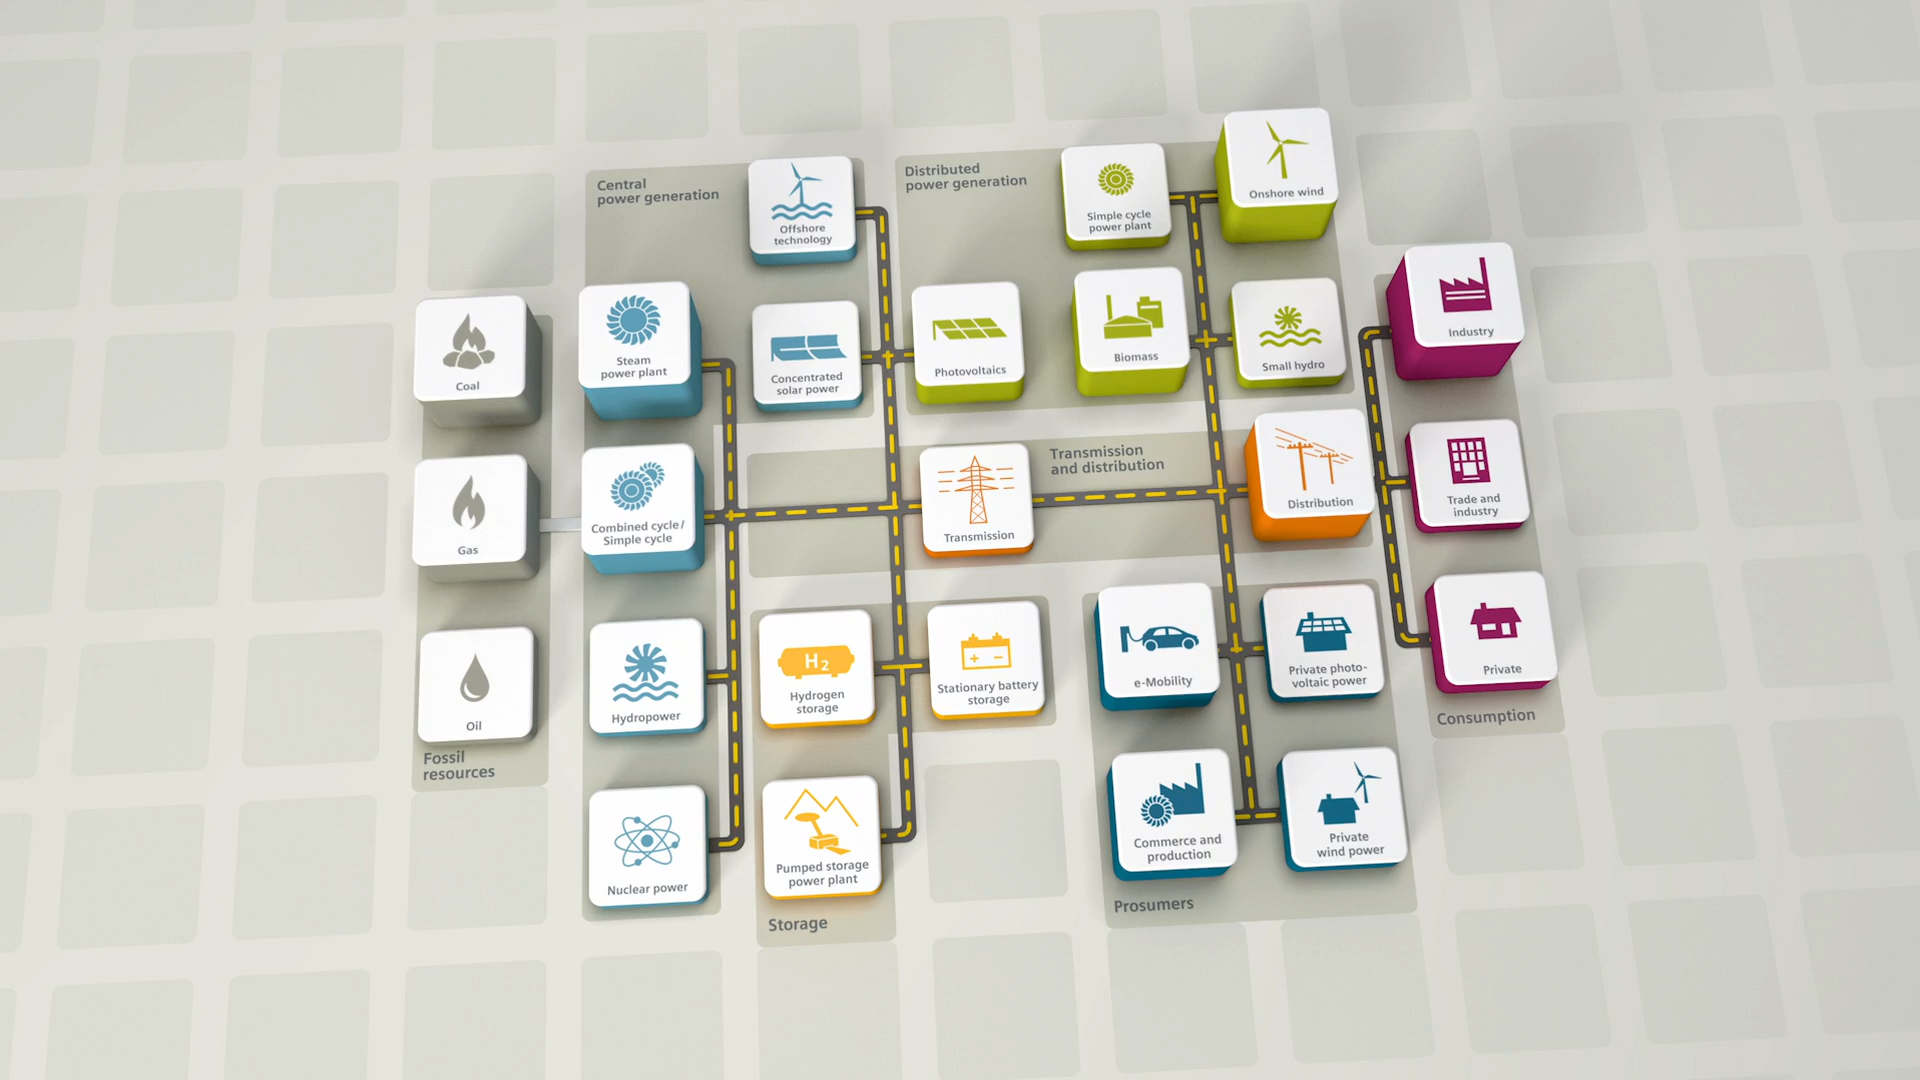 Central
power generation
Offshore
technology
Steam
power plant
Concentrated
solar power
Combined cycle/
Simple cycle
Hydropower
Nuclear power
Coal
Gas
Oil
Fossil
resources
Distributed
power generation
Simple cycle
power plant
Onshore wind
Photovoltaics
Biomass
Small hydro
Transmission
and distribution
Transmission
Distribution
H2
Hydrogen
storage
Stationary battery
storage
Pumped storage
power plant
Storage
e-Mobility
Private photo-
voltaic power
Commerce and
production
Private
wind power
Prosumers
Industry
Trade and
industry
Private
Consumption